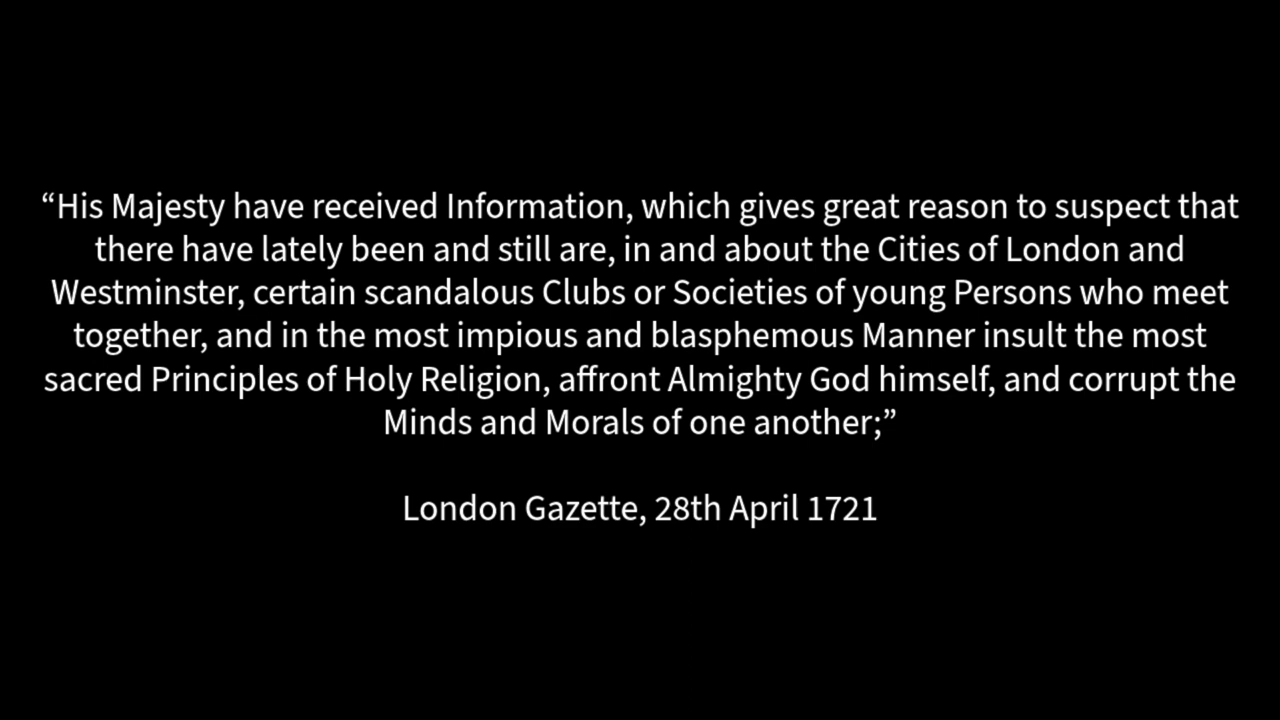 “His Majesty have received Information, which gives great reason to suspect that
there have lately been and still are, in and about the Cities of London and
Westminster, certain scandalous Clubs or Societies of young Persons who meet
together, and in the most impious and blasphemous Manner insult the most
sacred Principles of Holy Religion, affront Almighty God himself, and corrupt the
Minds and Morals of one another;”
London Gazette, 28th April 1721